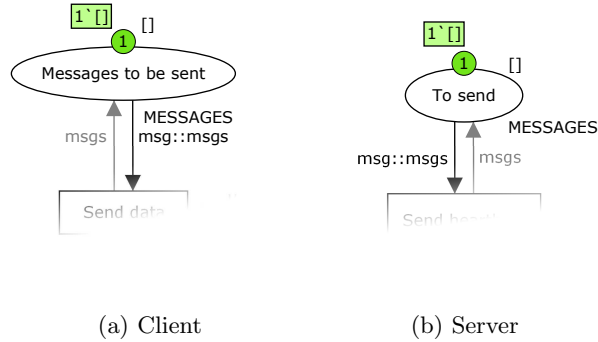 1`[]
[]
1
Messages to be sent
MESSAGES
msgs
msg::msgs
Send data
(a) Client
1`[]
[]
1
To send
MESSAGES
msg::msgs
msgs
Send
(b) Server